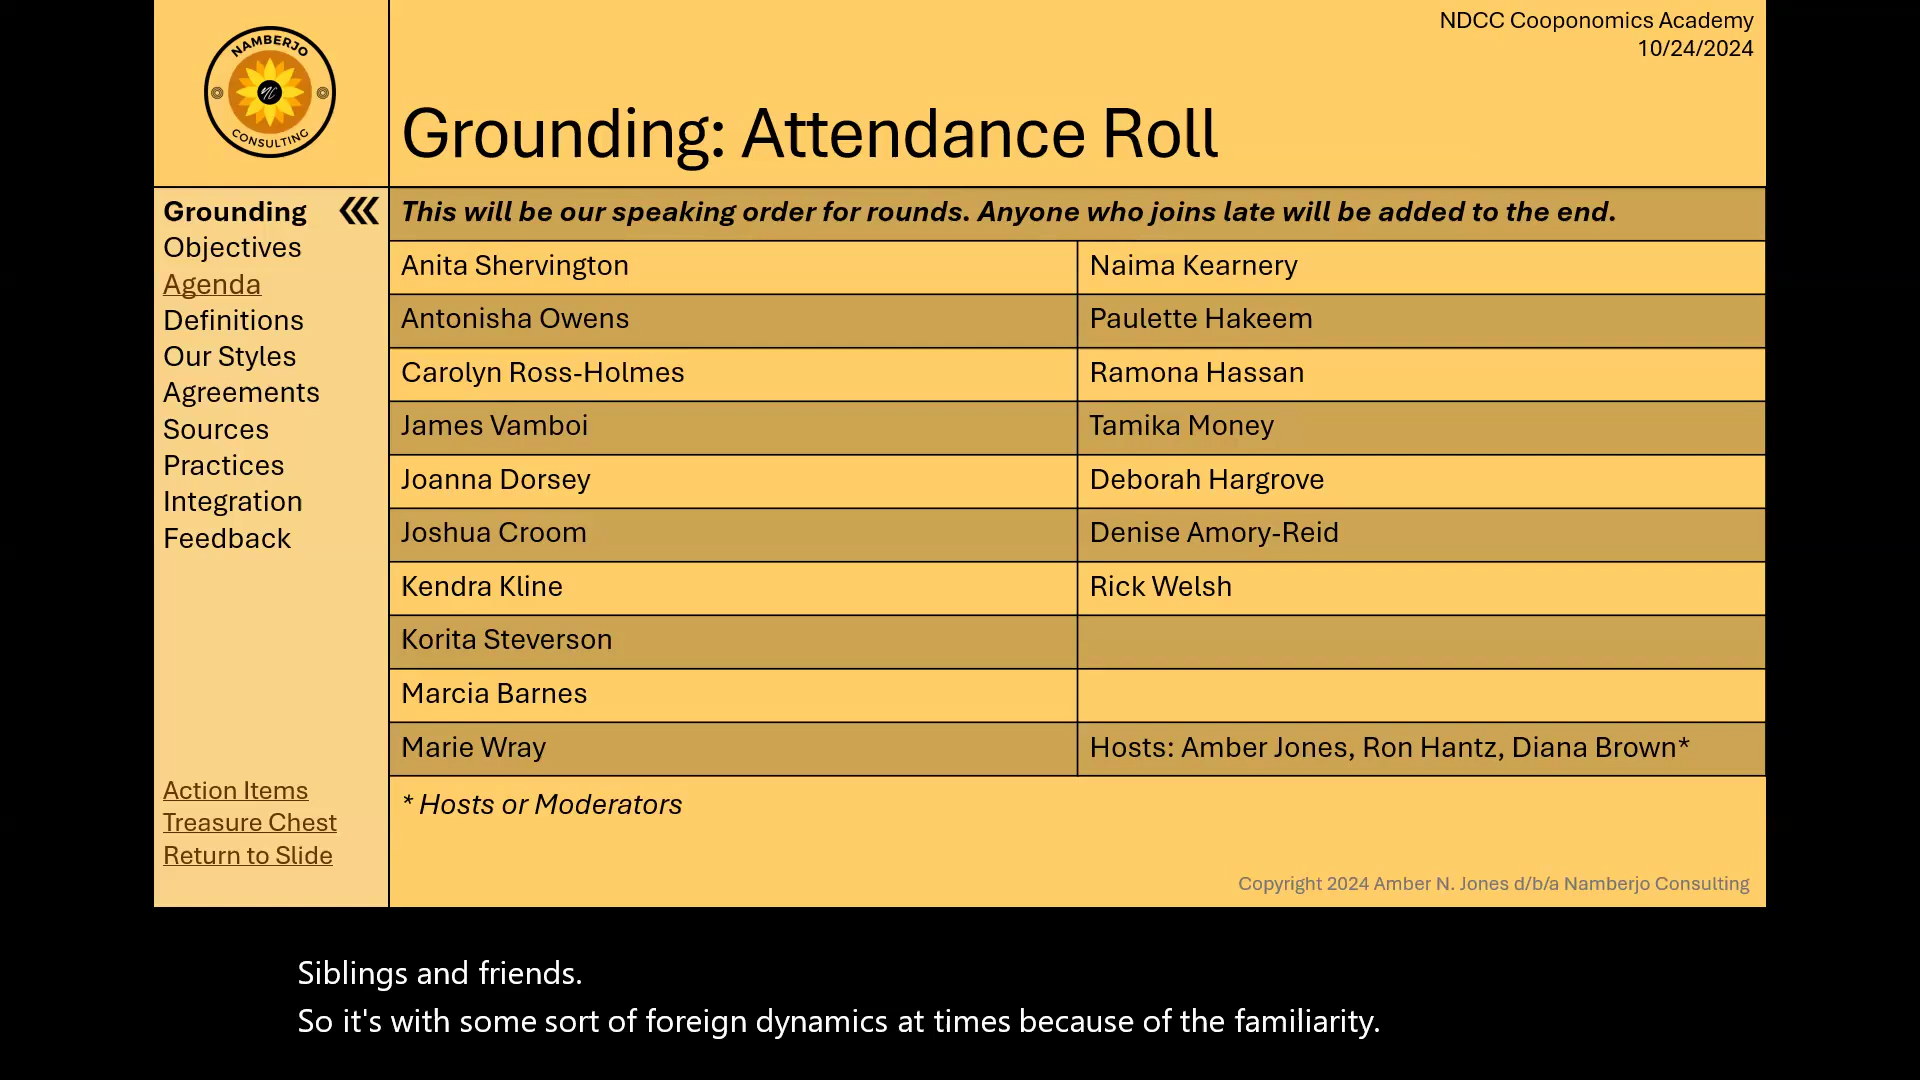 NAMBERJO
CONSULTING
NDCC Cooponomics Academy
10/24/2024
Grounding: Attendance Roll
Grounding
Objectives
Agenda
Definitions
Our Styles
Agreements
Sources
Practices
Integration
Feedback
Action Items
Treasure Chest
Return to Slide
This will be our speaking order for rounds. Anyone who joins late will be added to the end.
Anita Shervington
Naima Kearnery
Antonisha Owens
Paulette Hakeem
Carolyn Ross-Holmes
Ramona Hassan
James Vamboi
Tamika Money
Joanna Dorsey
Deborah Hargrove
Joshua Croom
Denise Amory-Reid
Kendra Kline
Rick Welsh
Korita Steverson
Marcia Barnes
Marie Wray
Hosts: Amber Jones, Ron Hantz, Diana Brown*
* Hosts or Moderators
Copyright 2024 Amber N. Jones d/b/a Namberjo Consulting
Siblings and friends.
So it's with some sort of foreign dynamics at times because of the familiarity.